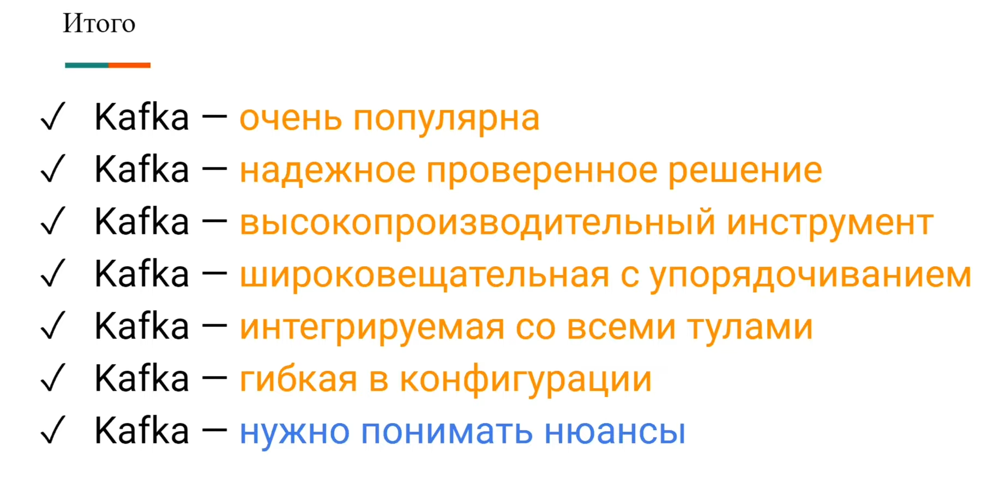 Итого
✓ Kafka — очень популярна
✓ Kafka — надежное проверенное решение
✓ Kafka — высокопроизводительный инструмент
✓ Kafka — широковещательная с упорядочиванием
✓ Kafka — интегрируемая со всеми тулами
✓ Kafka — гибкая в конфигурации
✓ Kafka — нужно понимать нюансы